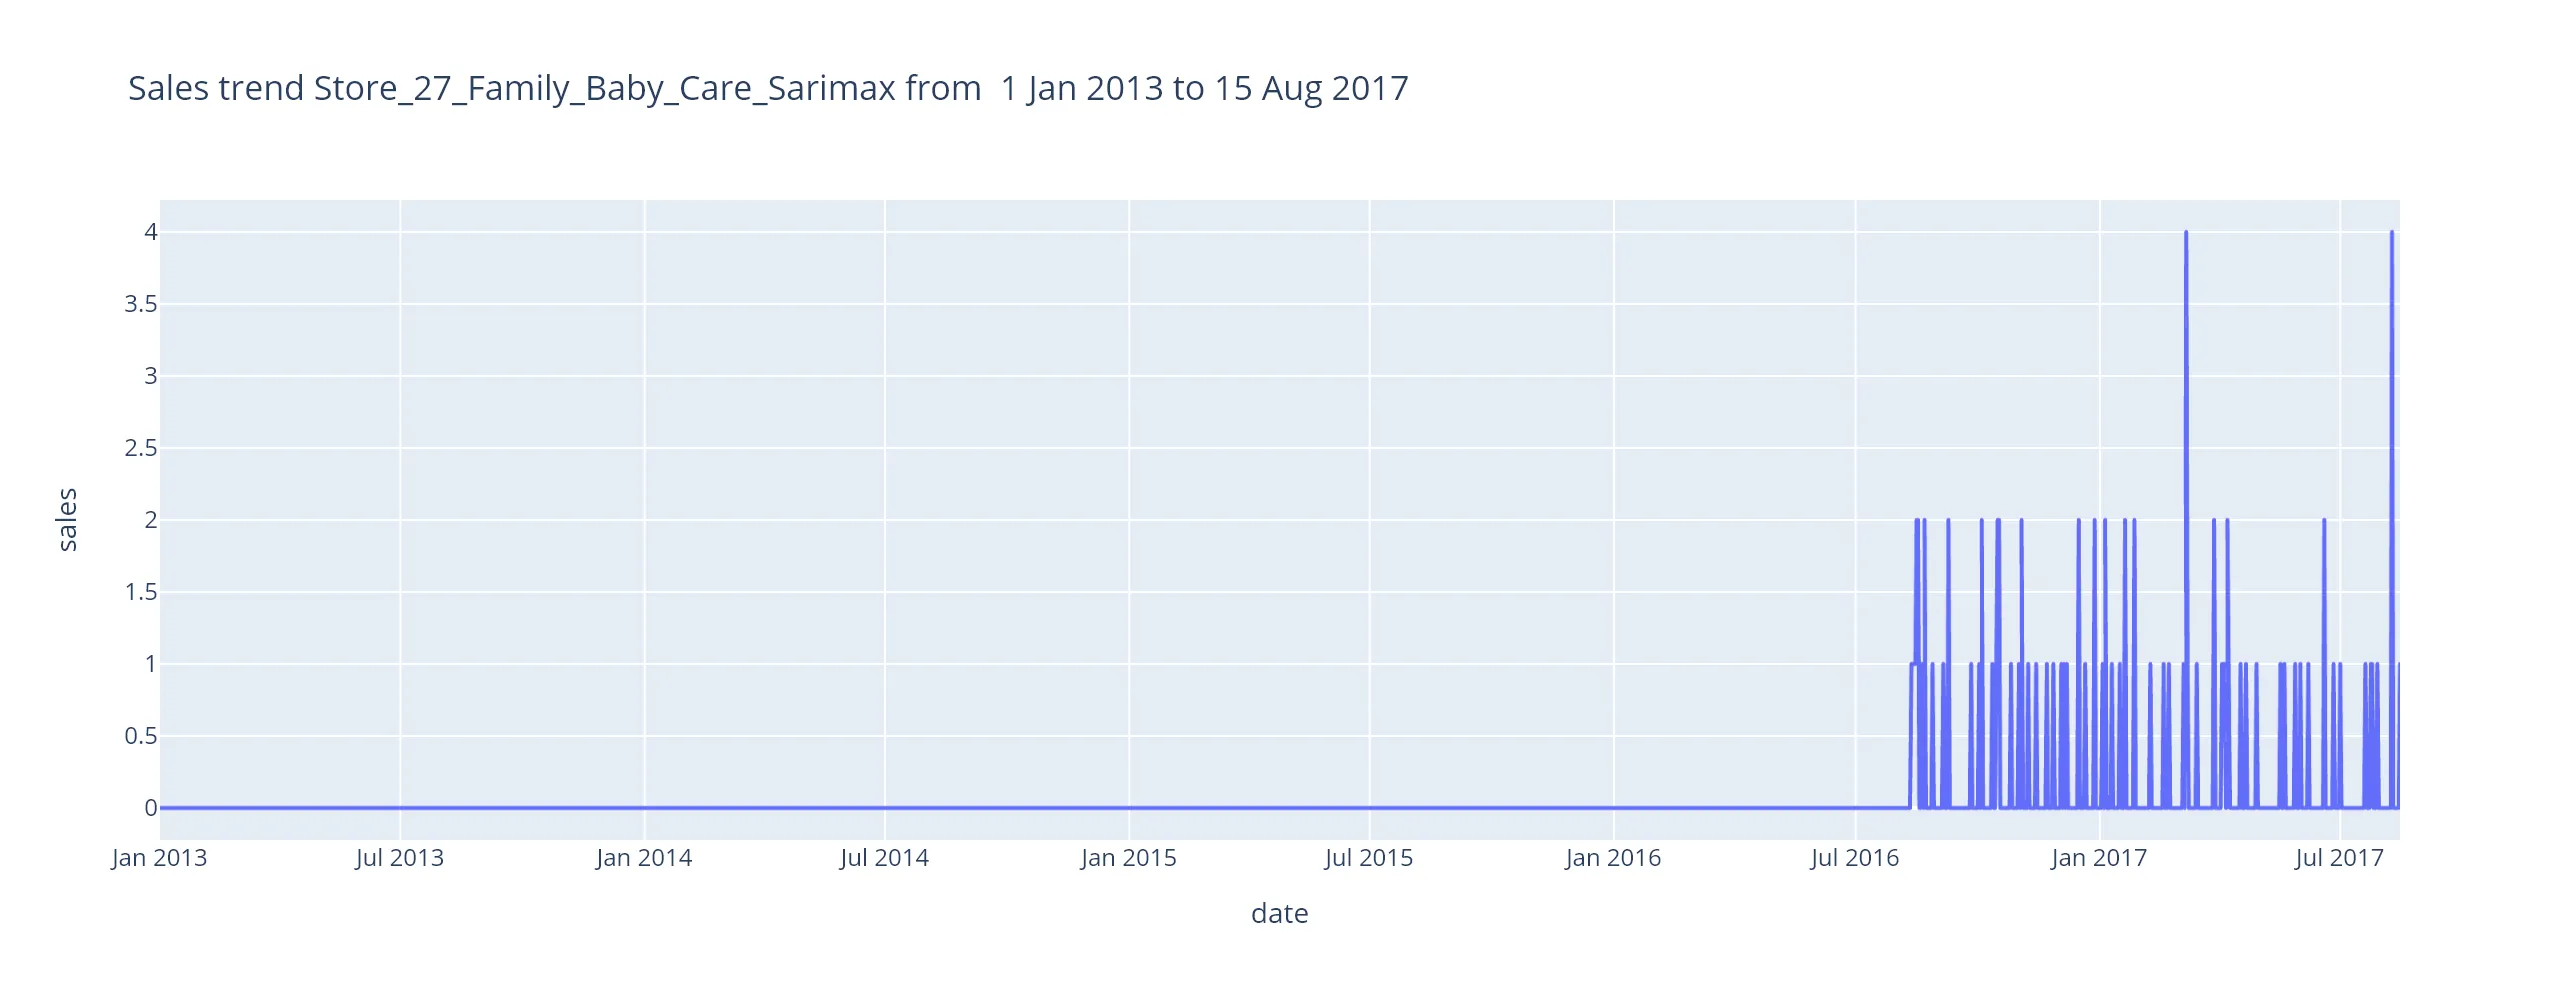 Sales trend Store_27_Family_Baby_Care_Sarimax from  1 Jan 2013 to 15 Aug 2017
4
3.5
3
2.5
2
1.5
1
0.5
0
sales
Jan 2013 Jul 2013 Jan 2014 Jul 2014 Jan 2015 Jul 2015 Jan 2016 Jul 2016 Jan 2017 Jul 2017
date